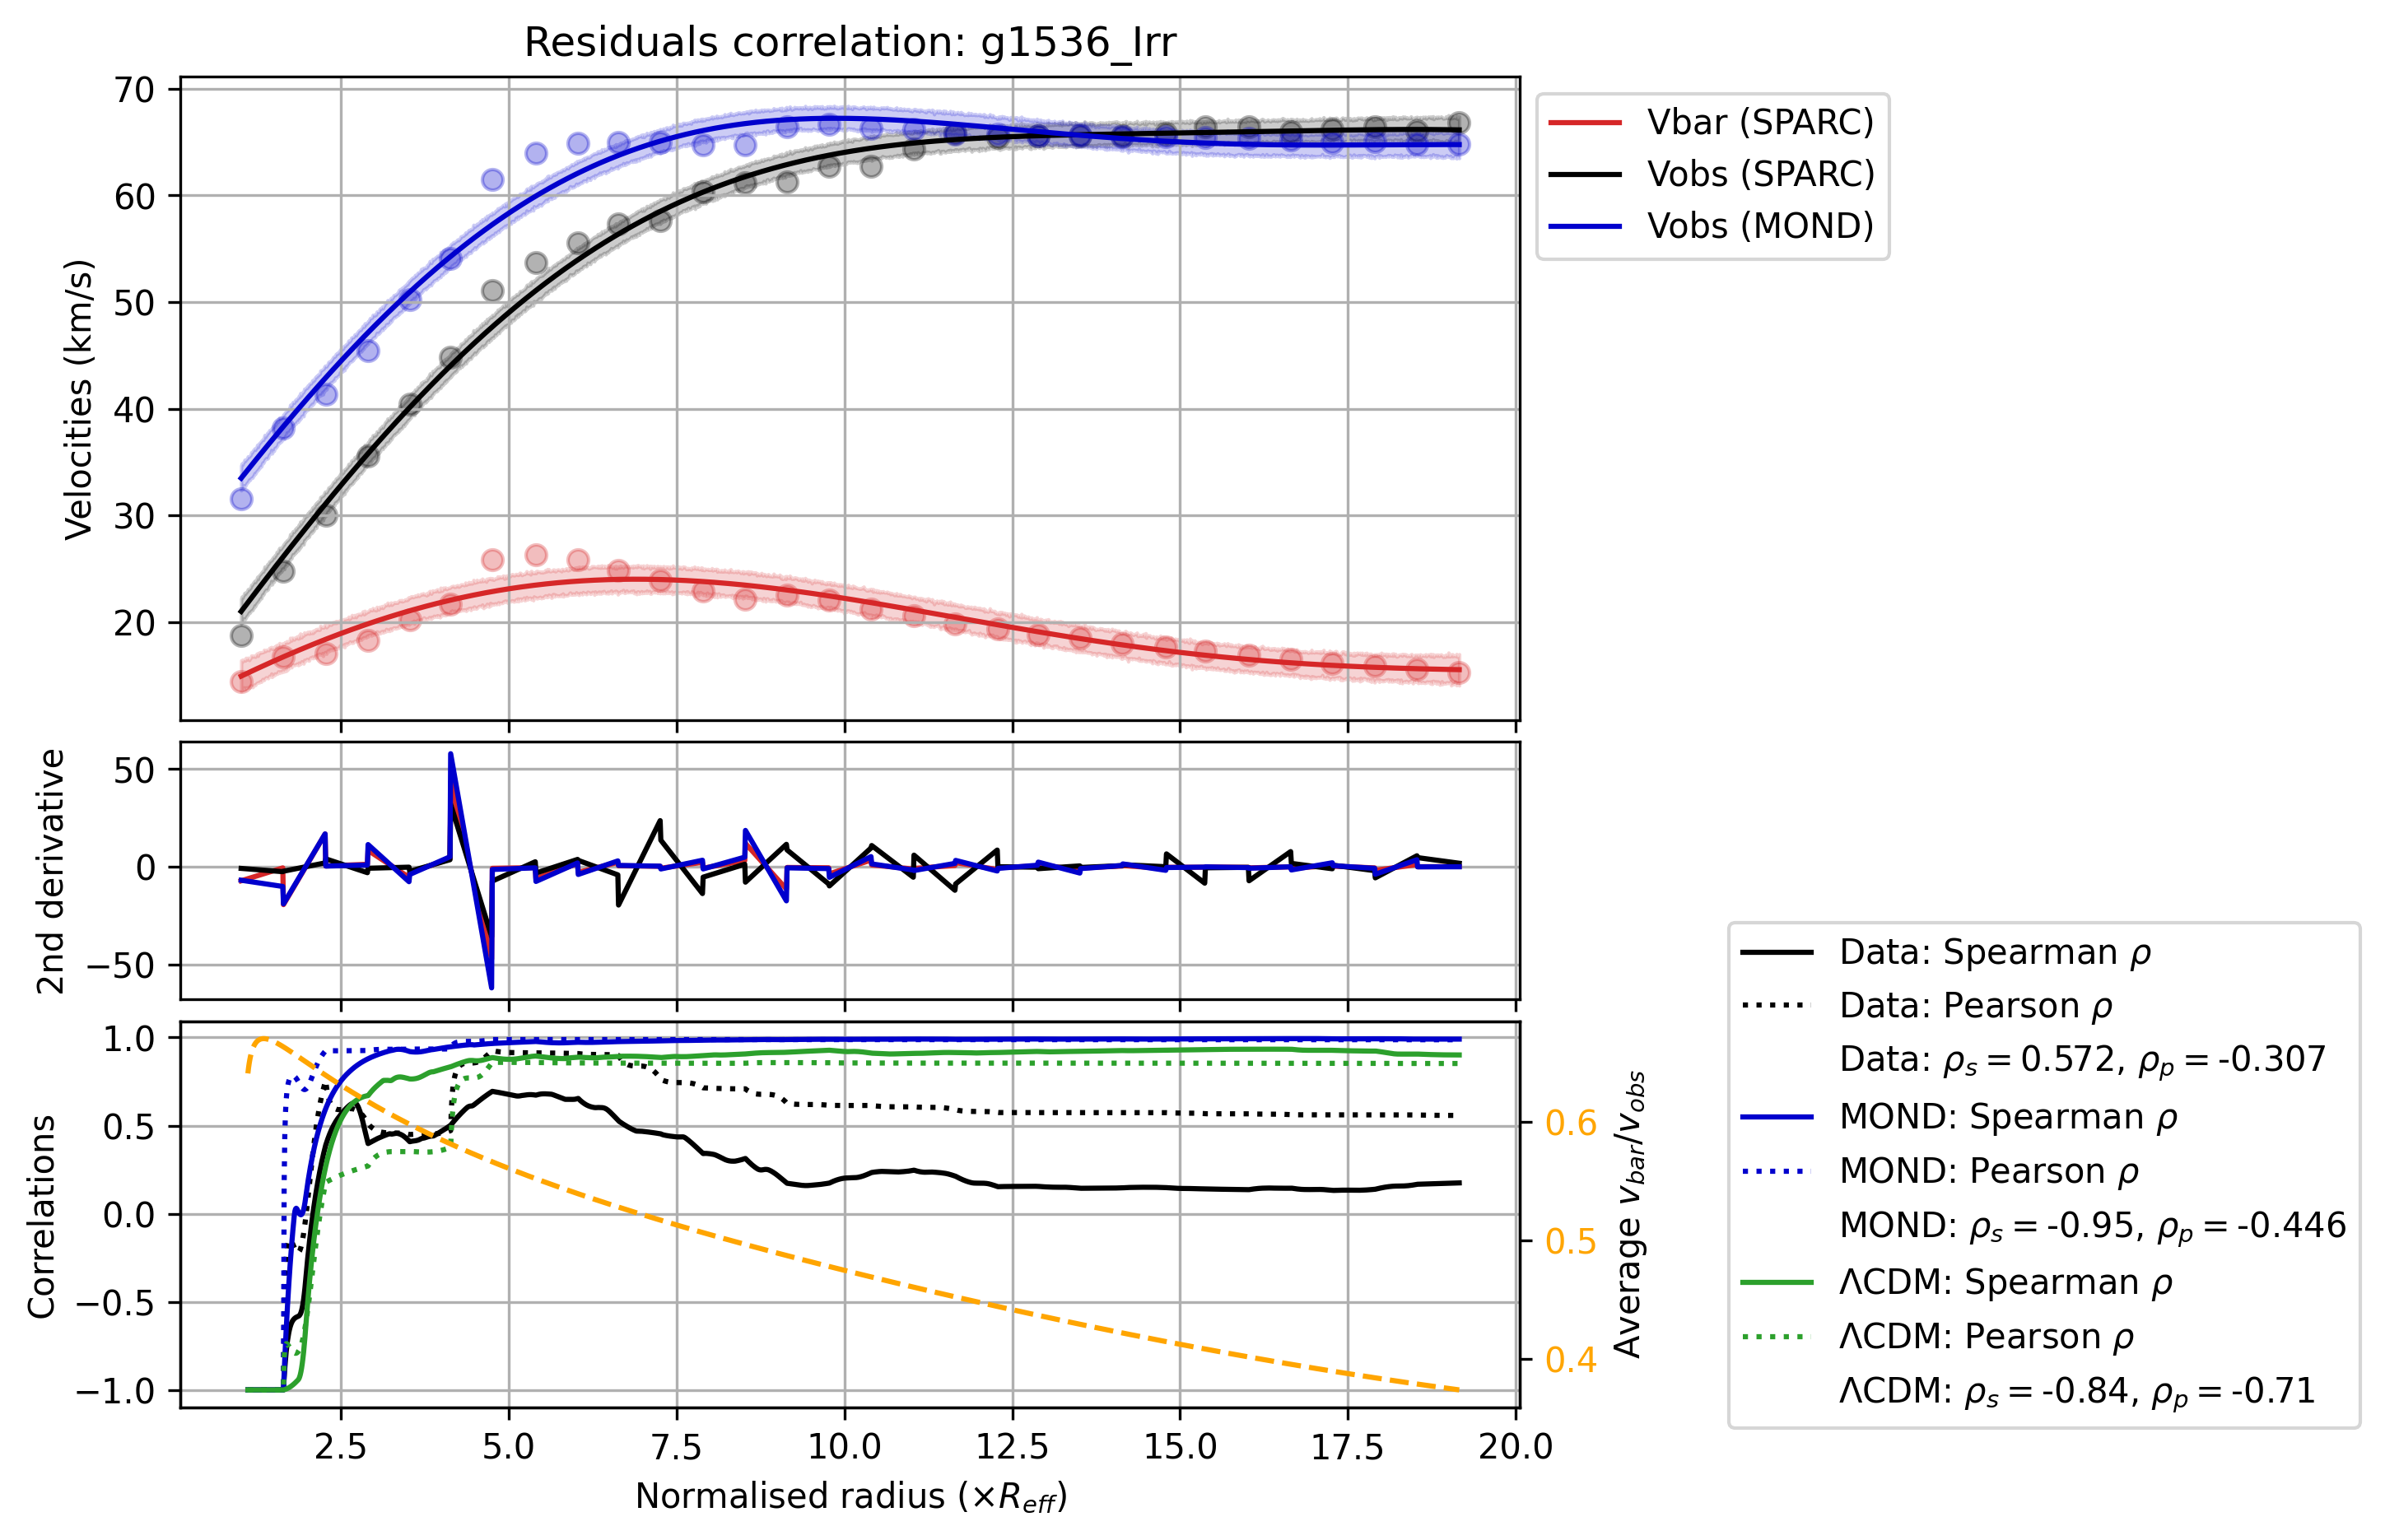 Residuals correlation: g1536_Irr
70
60
50
40
30
20
Velocities (km/s)
Vbar (SPARC)
Vobs (SPARC)
Vobs (MOND)
50
0
−50
2nd derivative
1.0
0.5
0.0
−0.5
−1.0
Correlations
0.6
0.5
0.4
Average v_bar/v_obs
2.5 5.0 7.5 10.0 12.5 15.0 17.5 20.0
Normalised radius (×R_eff)
Data: Spearman ρ
Data: Pearson ρ
Data: ρ_s = 0.572, ρ_p = -0.307
MOND: Spearman ρ
MOND: Pearson ρ
MOND: ρ_s = -0.95, ρ_p = -0.446
ΛCDM: Spearman ρ
ΛCDM: Pearson ρ
ΛCDM: ρ_s = -0.84, ρ_p = -0.71